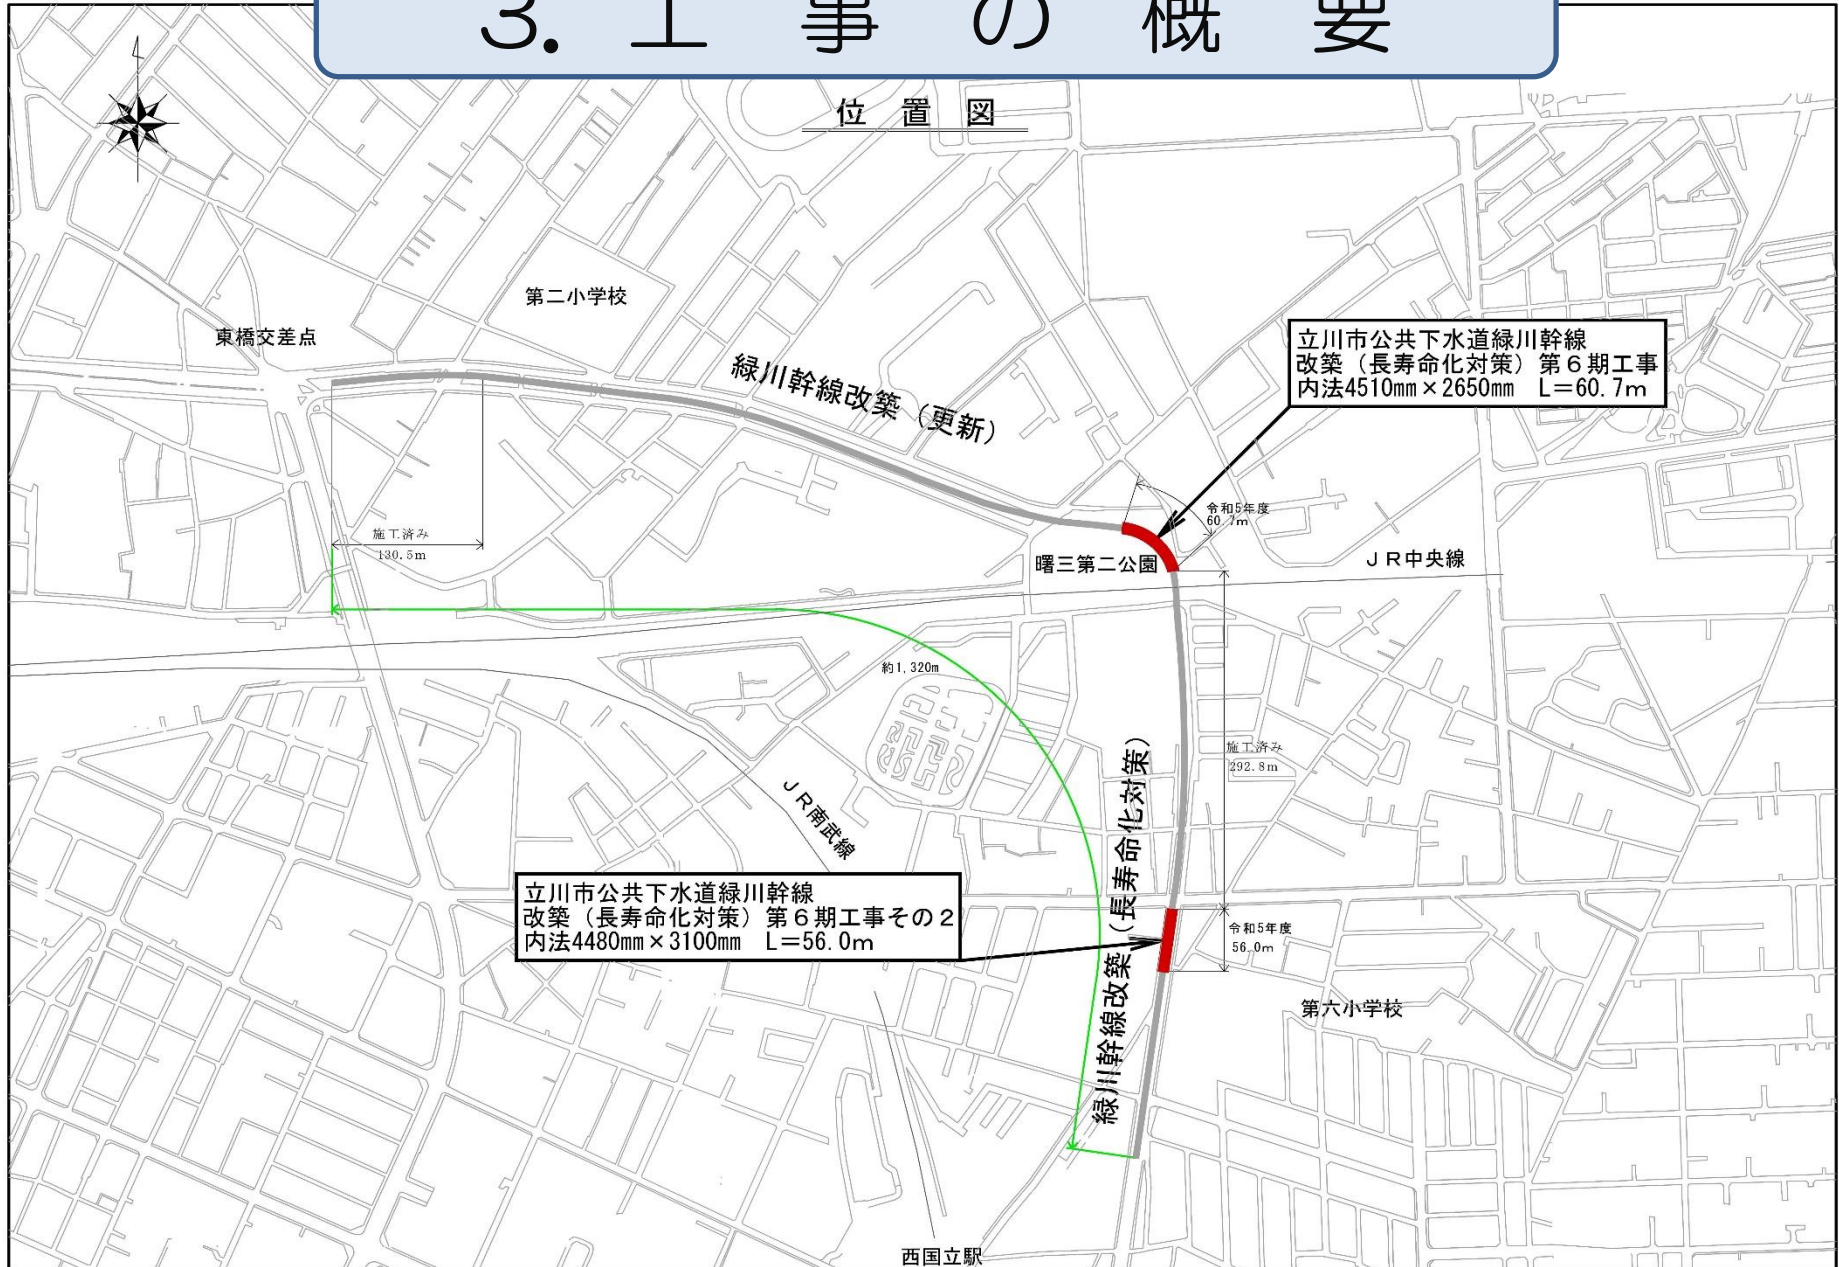 3. 工事の概要
位置図
第二小学校
東橋交差点
緑川幹線改築（更新）
立川市公共下水道緑川幹線
改築（長寿命化対策）第６期工事
内法4510mm×2650mm　L＝60.7m
令和5年度
60.7m
施工済み
130.5m
曙三第二公園
ＪＲ中央線
約1,320m
施工済み
292.8m
ＪＲ南武線
緑川幹線改築（長寿命化対策）
立川市公共下水道緑川幹線
改築（長寿命化対策）第６期工事その２
内法4480mm×3100mm　L＝56.0m
令和5年度
56.0m
第六小学校
西国立駅